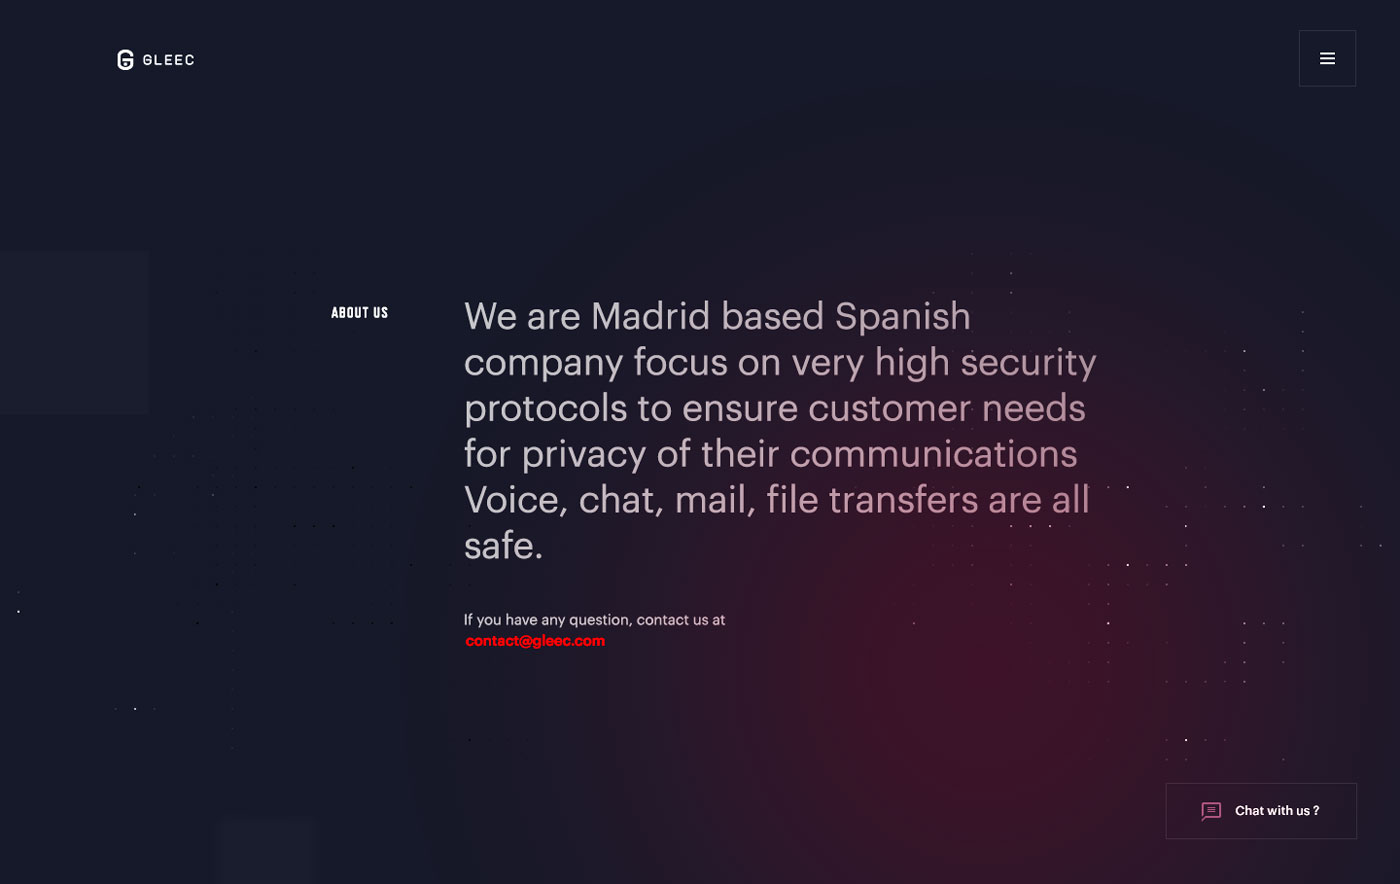 GLEEC
ABOUT US
We are Madrid based Spanish
company focus on very high security
protocols to ensure customer needs
for privacy of their communications
Voice, chat, mail, file transfers are all
safe.
If you have any question, contact us at
contact@gleec.com
Chat with us ?